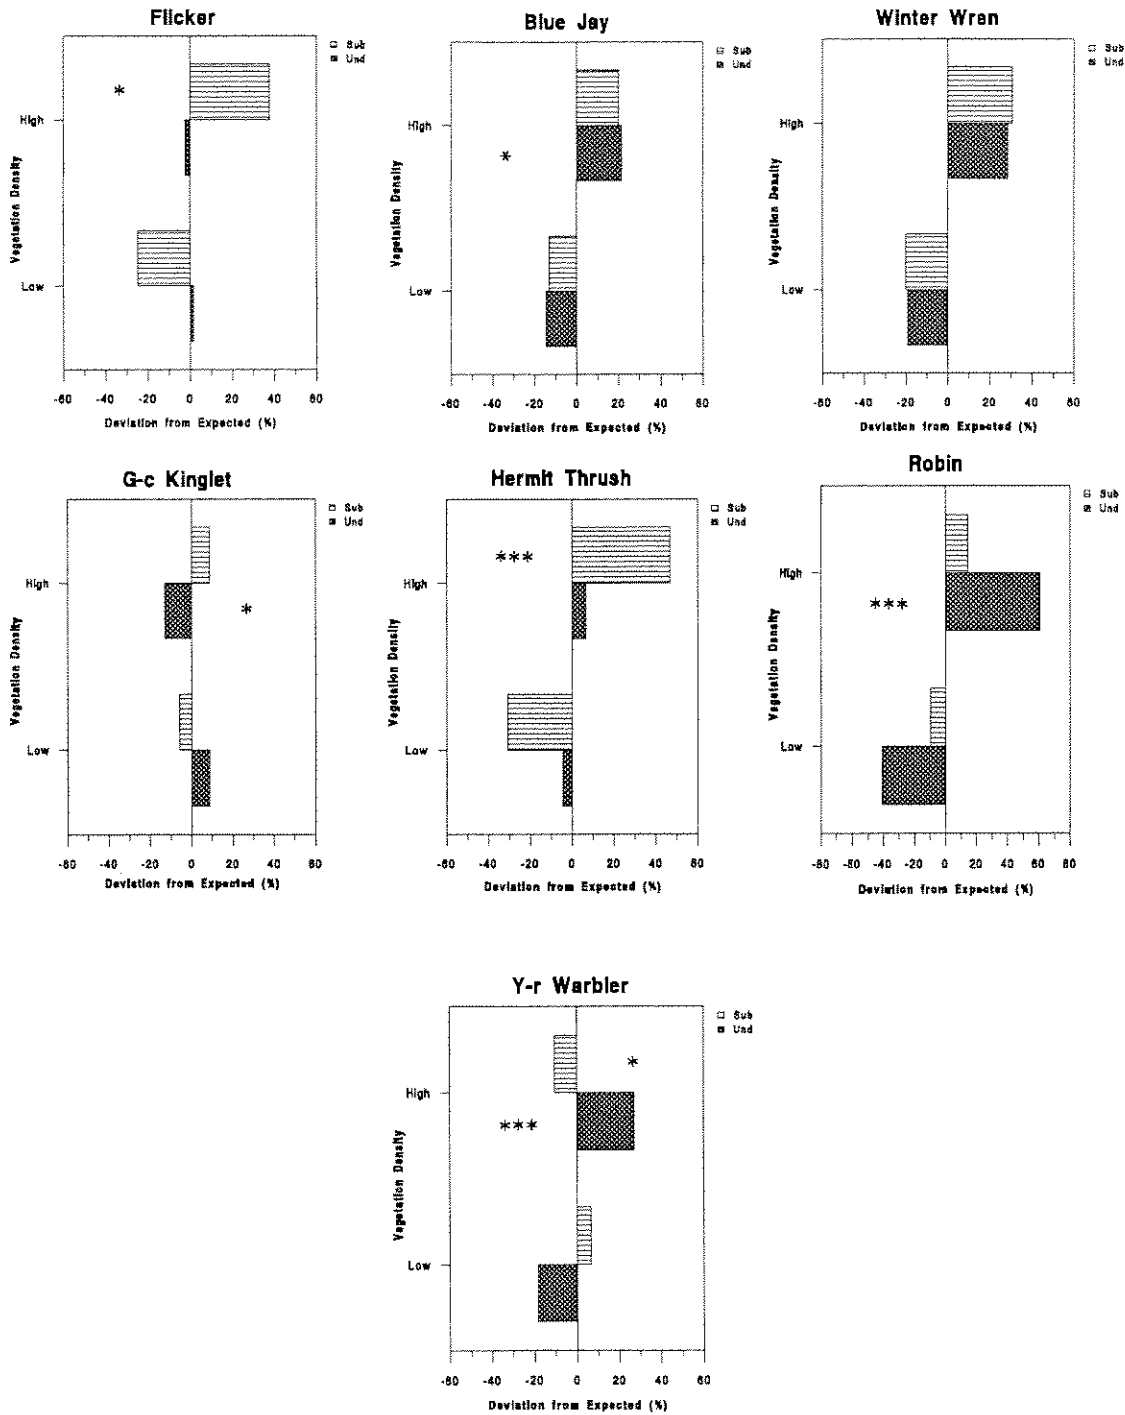 Flicker
Sub
Und
*
High
Low
Vegetation Density
-60 -40 -20 0 20 40 60
Deviation from Expected (%)
Blue Jay
Sub
Und
High
*
Low
Vegetation Density
-60 -40 -20 0 20 40 60
Deviation from Expected (%)
Winter Wren
Sub
Und
High
Low
Vegetation Density
-60 -40 -20 0 20 40 60
Deviation from Expected (%)
G-c Kinglet
Sub
Und
High
*
Low
Vegetation Density
-60 -40 -20 0 20 40 60
Deviation from Expected (%)
Hermit Thrush
Sub
Und
***
High
Low
Vegetation Density
-60 -40 -20 0 20 40 60
Deviation from Expected (%)
Robin
Sub
Und
High
***
Low
Vegetation Density
-80 -60 -40 -20 0 20 40 60 80
Deviation from Expected (%)
Y-r Warbler
Sub
Und
*
High
***
Low
Vegetation Density
-60 -40 -20 0 20 40 60
Deviation from Expected (%)